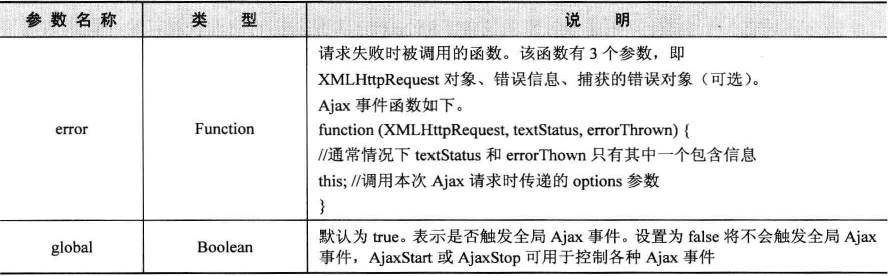 参 数 名 称 类 型 说 明
请求失败时被调用的函数。该函数有 3 个参数，即
XMLHttpRequest 对象、错误信息、捕获的错误对象（可选）。
Ajax 事件函数如下。
error Function function (XMLHttpRequest, textStatus, errorThrown) {
//通常情况下 textStatus 和 errorThown 只有其中一个包含信息
this; //调用本次 Ajax 请求时传递的 options 参数
}
global Boolean 默认为 true。表示是否触发全局 Ajax 事件。设置为 false 将不会触发全局 Ajax
事件，AjaxStart 或 AjaxStop 可用于控制各种 Ajax 事件